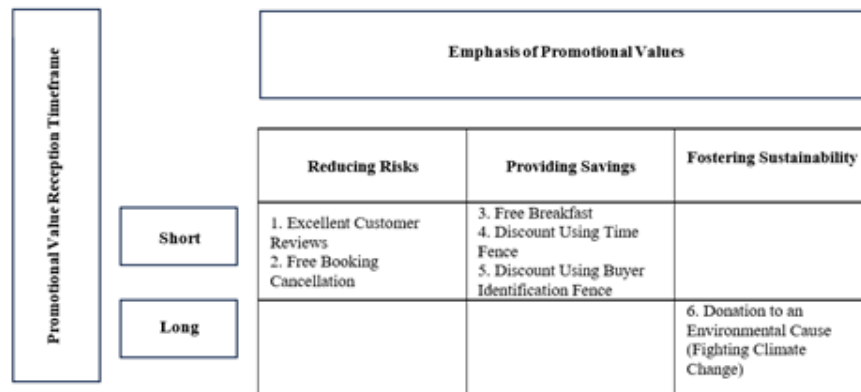 Promotional Value Reception Timeframe
Emphasis of Promotional Values
Reducing Risks
Providing Savings
Fostering Sustainability
Short
1. Excellent Customer
Reviews
2. Free Booking
Cancellation
3. Free Breakfast
4. Discount Using Time
Fence
5. Discount Using Buyer
Identification Fence
Long
6. Donation to an
Environmental Cause
(Fighting Climate
Change)